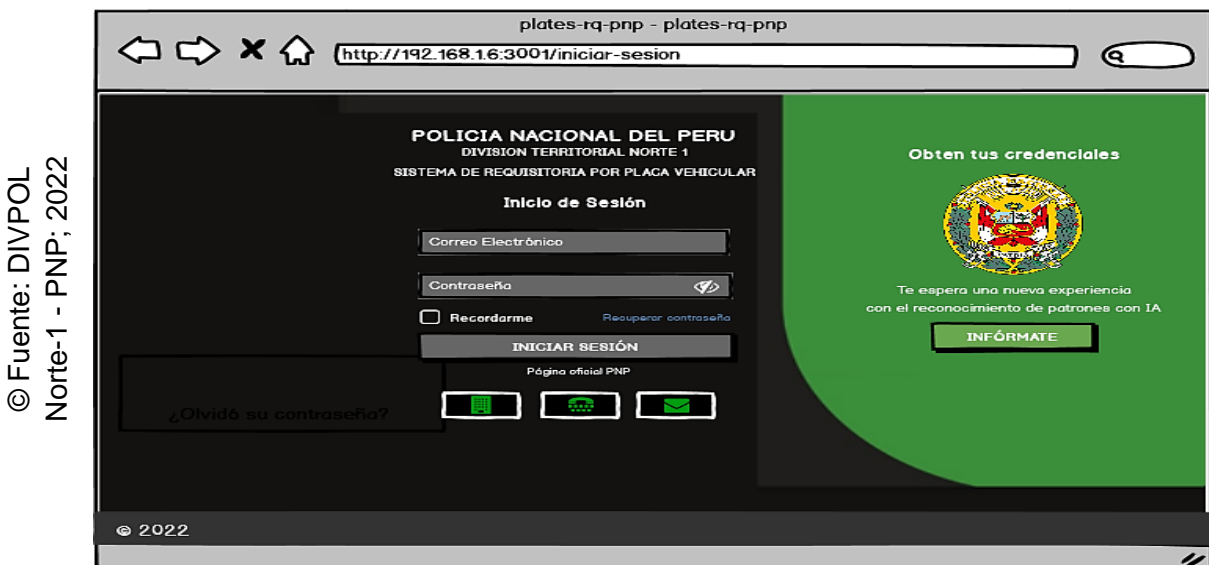 © Fuente: DIVPOL
Norte-1 - PNP; 2022
plates-rq-pnp - plates-rq-pnp
http://192.168.1.6:3001/iniciar-sesion
POLICIA NACIONAL DEL PERU
DIVISION TERRITORIAL NORTE 1
SISTEMA DE REQUISITORIA POR PLACA VEHICULAR
Inicio de Sesión
Correo Electrónico
Contraseña
Recordarme
Recuperar contraseña
INICIAR SESIÓN
Página oficial PNP
¿Olvidó su contraseña?
Obten tus credenciales
Te espera una nueva experiencia
con el reconocimiento de patrones con IA
INFÓRMATE
© 2022